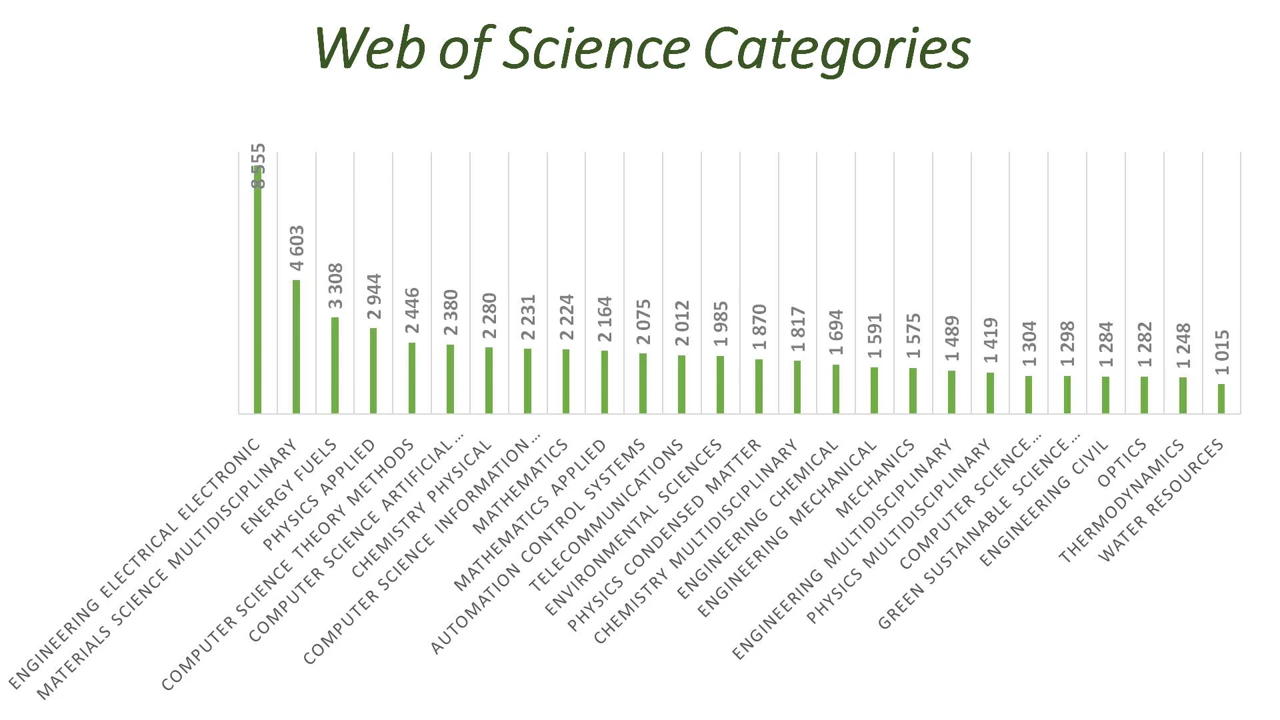 Web of Science Categories
8 555
4 603
3 308
2 944
2 446
2 380
2 280
2 231
2 224
2 164
2 075
2 012
1 985
1 870
1 817
1 694
1 591
1 575
1 489
1 419
1 304
1 298
1 284
1 282
1 248
1 015
ENGINEERING ELECTRICAL ELECTRONIC
MATERIALS SCIENCE MULTIDISCIPLINARY
ENERGY FUELS
PHYSICS APPLIED
COMPUTER SCIENCE THEORY METHODS
COMPUTER SCIENCE ARTIFICIAL…
CHEMISTRY PHYSICAL
COMPUTER SCIENCE INFORMATION…
MATHEMATICS
MATHEMATICS APPLIED
AUTOMATION CONTROL SYSTEMS
TELECOMMUNICATIONS
ENVIRONMENTAL SCIENCES
PHYSICS CONDENSED MATTER
CHEMISTRY MULTIDISCIPLINARY
ENGINEERING CHEMICAL
ENGINEERING MECHANICAL
MECHANICS
ENGINEERING MULTIDISCIPLINARY
PHYSICS MULTIDISCIPLINARY
COMPUTER SCIENCE…
GREEN SUSTAINABLE SCIENCE…
ENGINEERING CIVIL
OPTICS
THERMODYNAMICS
WATER RESOURCES